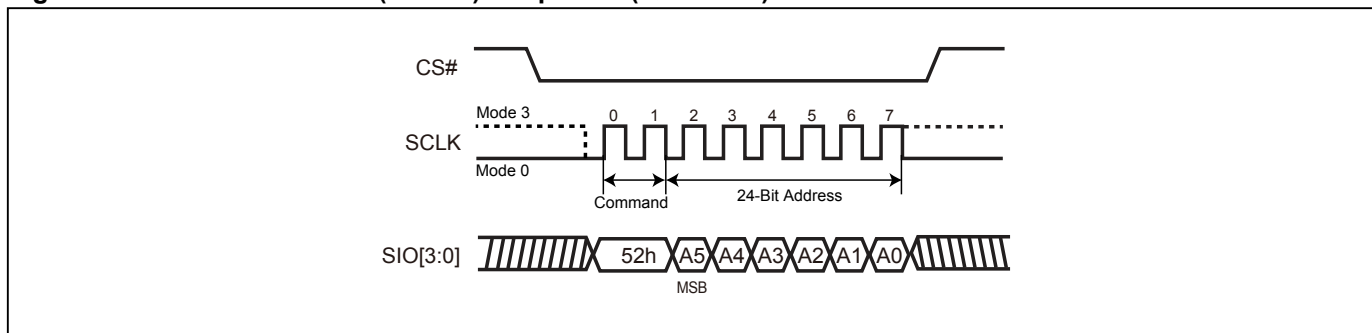 CS#
Mode 3
0 1 2 3 4 5 6 7
SCLK
Mode 0
Command
24-Bit Address
SIO[3:0]
52h A5 A4 A3 A2 A1 A0
MSB